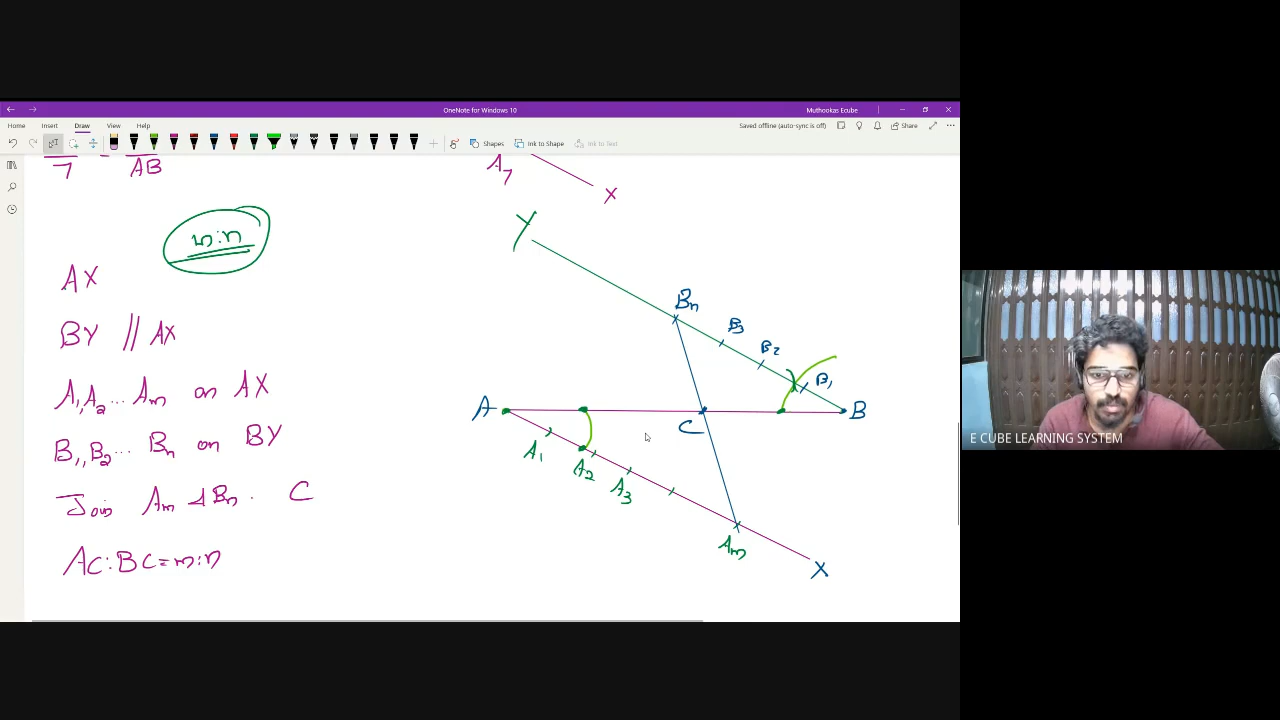 OneNote for Windows 10
Muthookas Ecube
Home Insert Draw View Help
Saved offline (auto-sync is off)
Share
Shapes
Ink to Shape
Ink to Text
7 = AB
A7
X
m:n
AX
BY // AX
A1, A2 ... Am on AX
B1, B2 ... Bn on BY
Join Am & Bn . C
AC:BC=m:n
Y
Bn
B3
B2
B1
A
B
C
A1
A2
A3
Am
X
E CUBE LEARNING SYSTEM